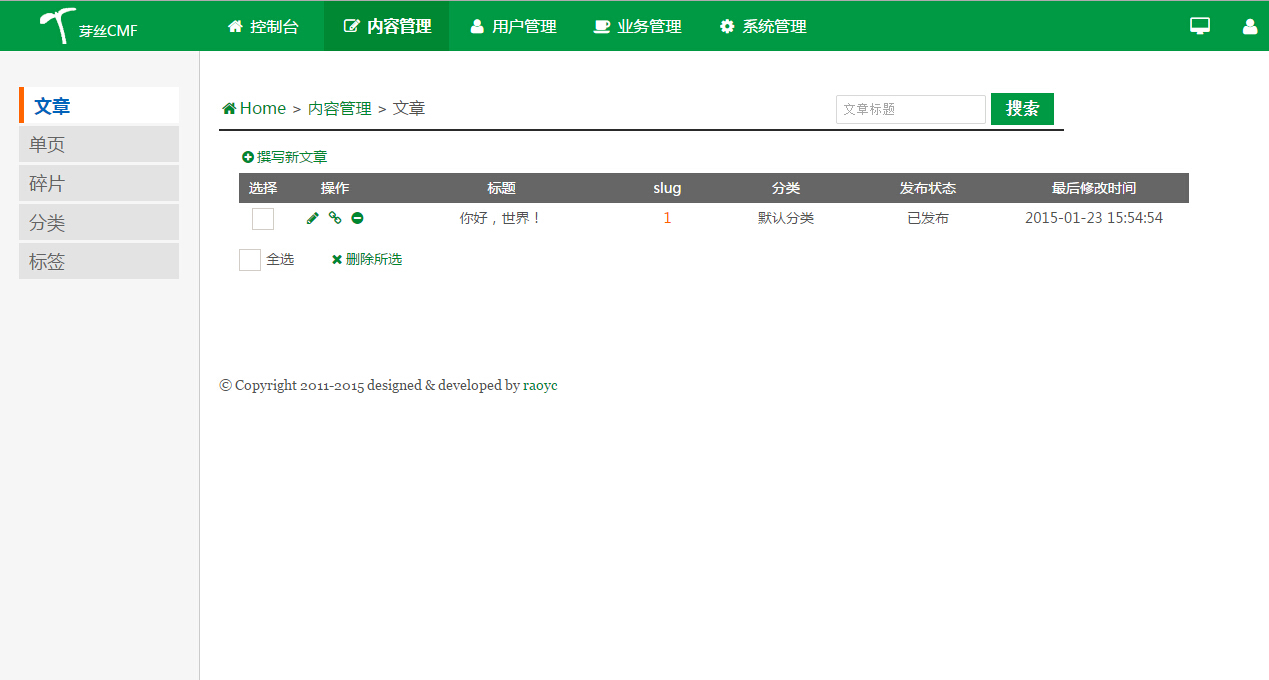 芽丝CMF 控制台 内容管理 用户管理 业务管理 系统管理
文章
单页
碎片
分类
标签
Home > 内容管理 > 文章 文章标题 搜索
撰写新文章
选择 操作 标题 slug 分类 发布状态 最后修改时间
你好，世界！ 1 默认分类 已发布 2015-01-23 15:54:54
全选 删除所选
© Copyright 2011-2015 designed & developed by raoyc